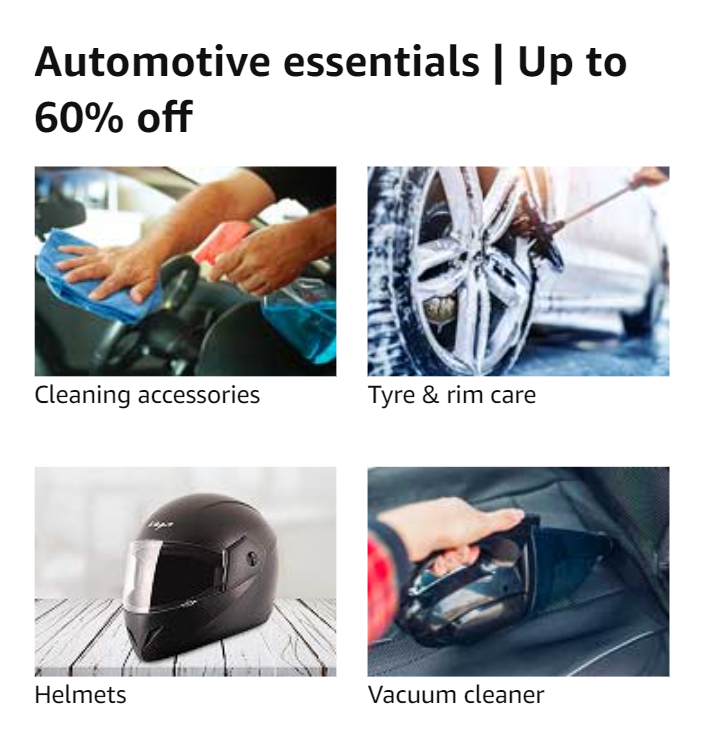 Automotive essentials | Up to
60% off
Cleaning accessories
Tyre & rim care
Helmets
Vacuum cleaner